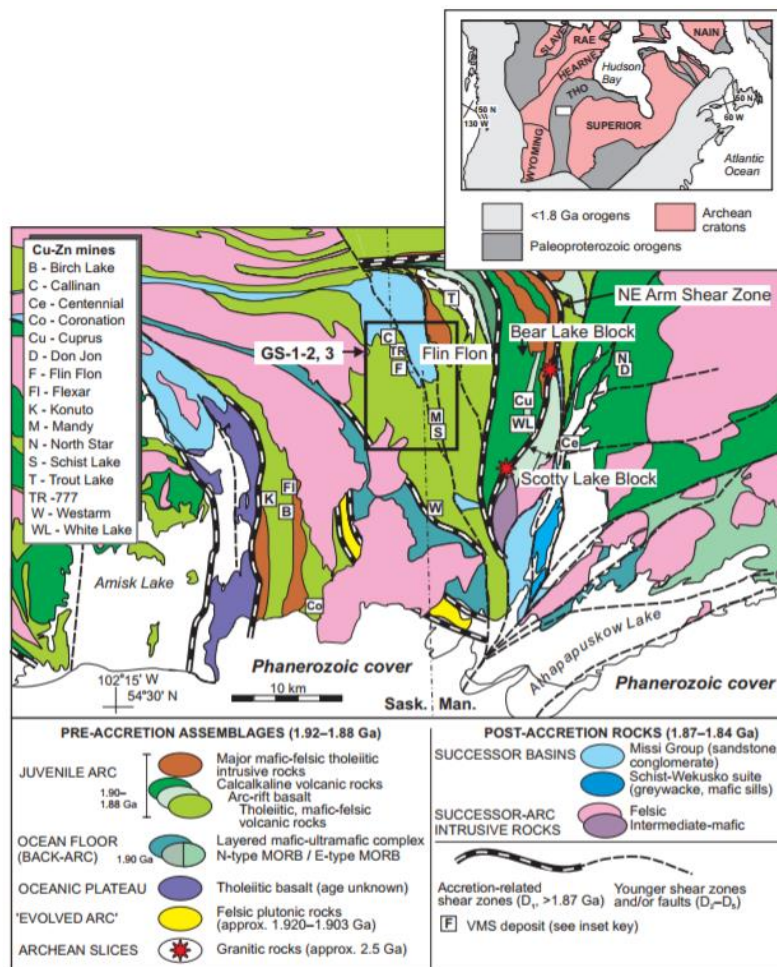 SLAVE
RAE
NAIN
HEARNE
Hudson
Bay
THO
50 N
130 W
50 N
60 W
SUPERIOR
WYOMING
Atlantic
Ocean
<1.8 Ga orogens
Archean
cratons
Paleoproterozoic orogens
Cu-Zn mines
B - Birch Lake
C - Callinan
Ce - Centennial
Co - Coronation
Cu - Cuprus
D - Don Jon
F - Flin Flon
Fl - Flexar
K - Konuto
M - Mandy
N - North Star
S - Schist Lake
T - Trout Lake
TR -777
W - Westarm
WL - White Lake
NE Arm Shear Zone
T
Bear Lake Block
GS-1-2, 3
C
Flin Flon
TR
F
N
D
Cu
M
WL
S
Ce
Scotty Lake Block
Fl
K
B
W
Amisk Lake
Co
Athapapuskow Lake
Phanerozoic cover
102°15' W
54°30' N
10 km
Sask. Man.
Phanerozoic cover
PRE-ACCRETION ASSEMBLAGES (1.92–1.88 Ga)
JUVENILE ARC
1.90–
1.88 Ga
Major mafic-felsic tholeiitic
intrusive rocks
Calcalkaline volcanic rocks
Arc-rift basalt
Tholeiitic, mafic-felsic
volcanic rocks
OCEAN FLOOR
(BACK-ARC)
1.90 Ga
Layered mafic-ultramafic complex
N-type MORB / E-type MORB
OCEANIC PLATEAU
Tholeiitic basalt (age unknown)
'EVOLVED ARC'
Felsic plutonic rocks
(approx. 1.920–1.903 Ga)
ARCHEAN SLICES
Granitic rocks (approx. 2.5 Ga)
POST-ACCRETION ROCKS (1.87–1.84 Ga)
SUCCESSOR BASINS
Missi Group (sandstone,
conglomerate)
Schist-Wekusko suite
(greywacke, mafic sills)
SUCCESSOR-ARC
INTRUSIVE ROCKS
Felsic
Intermediate-mafic
Accretion-related
shear zones (D₁, >1.87 Ga)
Younger shear zones
and/or faults (D₂–D₅)
F VMS deposit (see inset key)